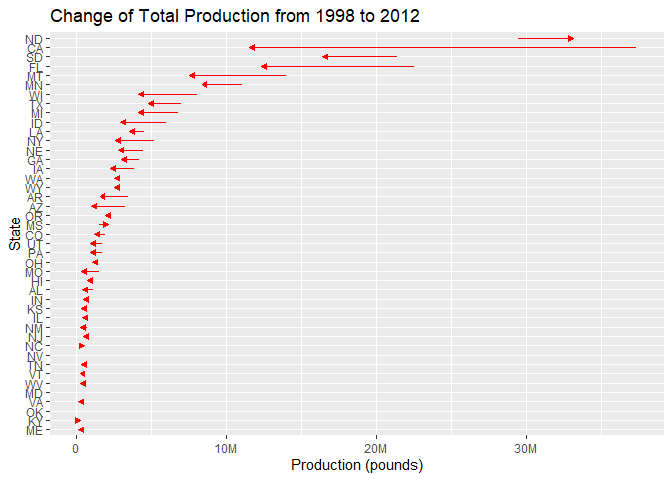 Change of Total Production from 1998 to 2012
State
ND
CA
SD
FL
MT
MN
WI
TX
MI
ID
LA
NY
NE
GA
IA
WA
WY
AR
AZ
OR
MS
CO
UT
PA
OH
MO
HI
AL
IN
KS
IL
NM
NJ
NC
NV
TN
VT
WV
MD
VA
OK
KY
ME
0 10M 20M 30M
Production (pounds)